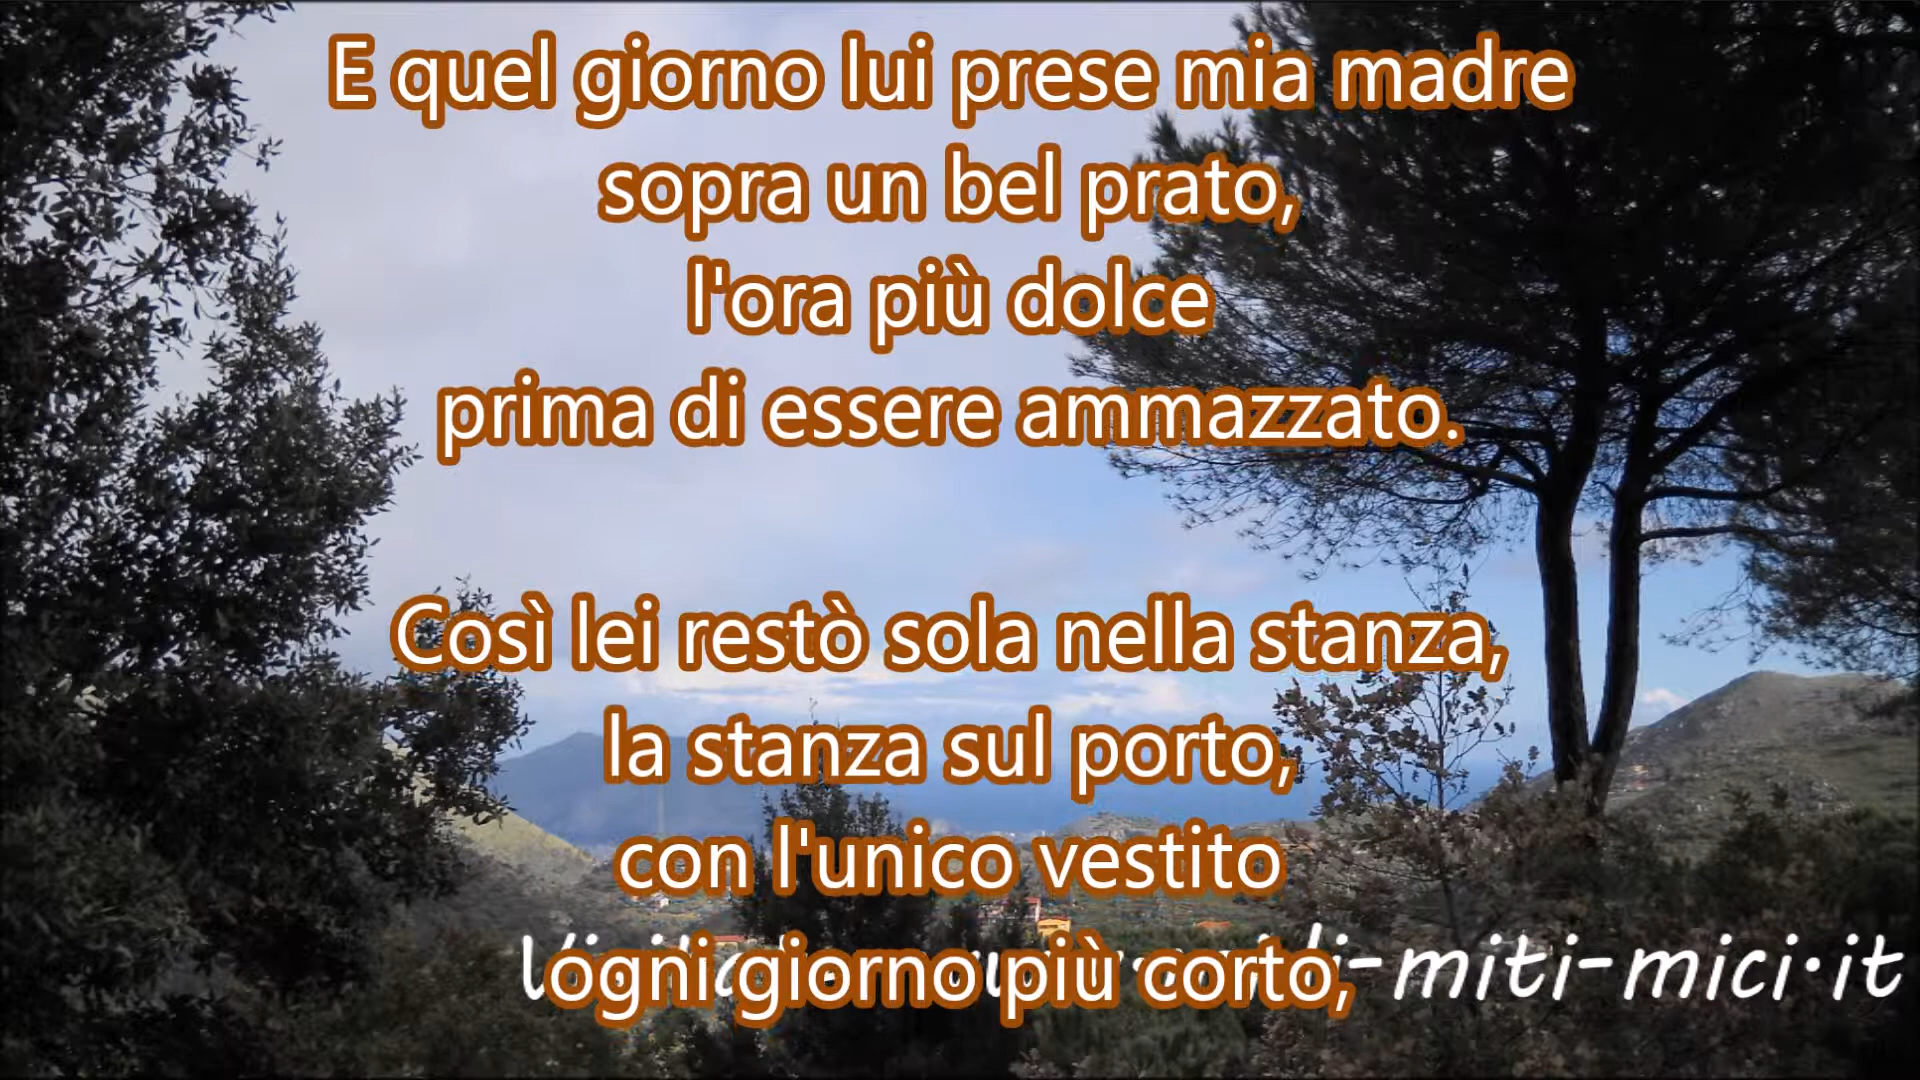 E quel giorno lui prese mia madre
sopra un bel prato,
l'ora più dolce
prima di essere ammazzato.
Così lei restò sola nella stanza,
la stanza sul porto,
con l'unico vestito
ogni giorno più corto,
-miti-mici.it